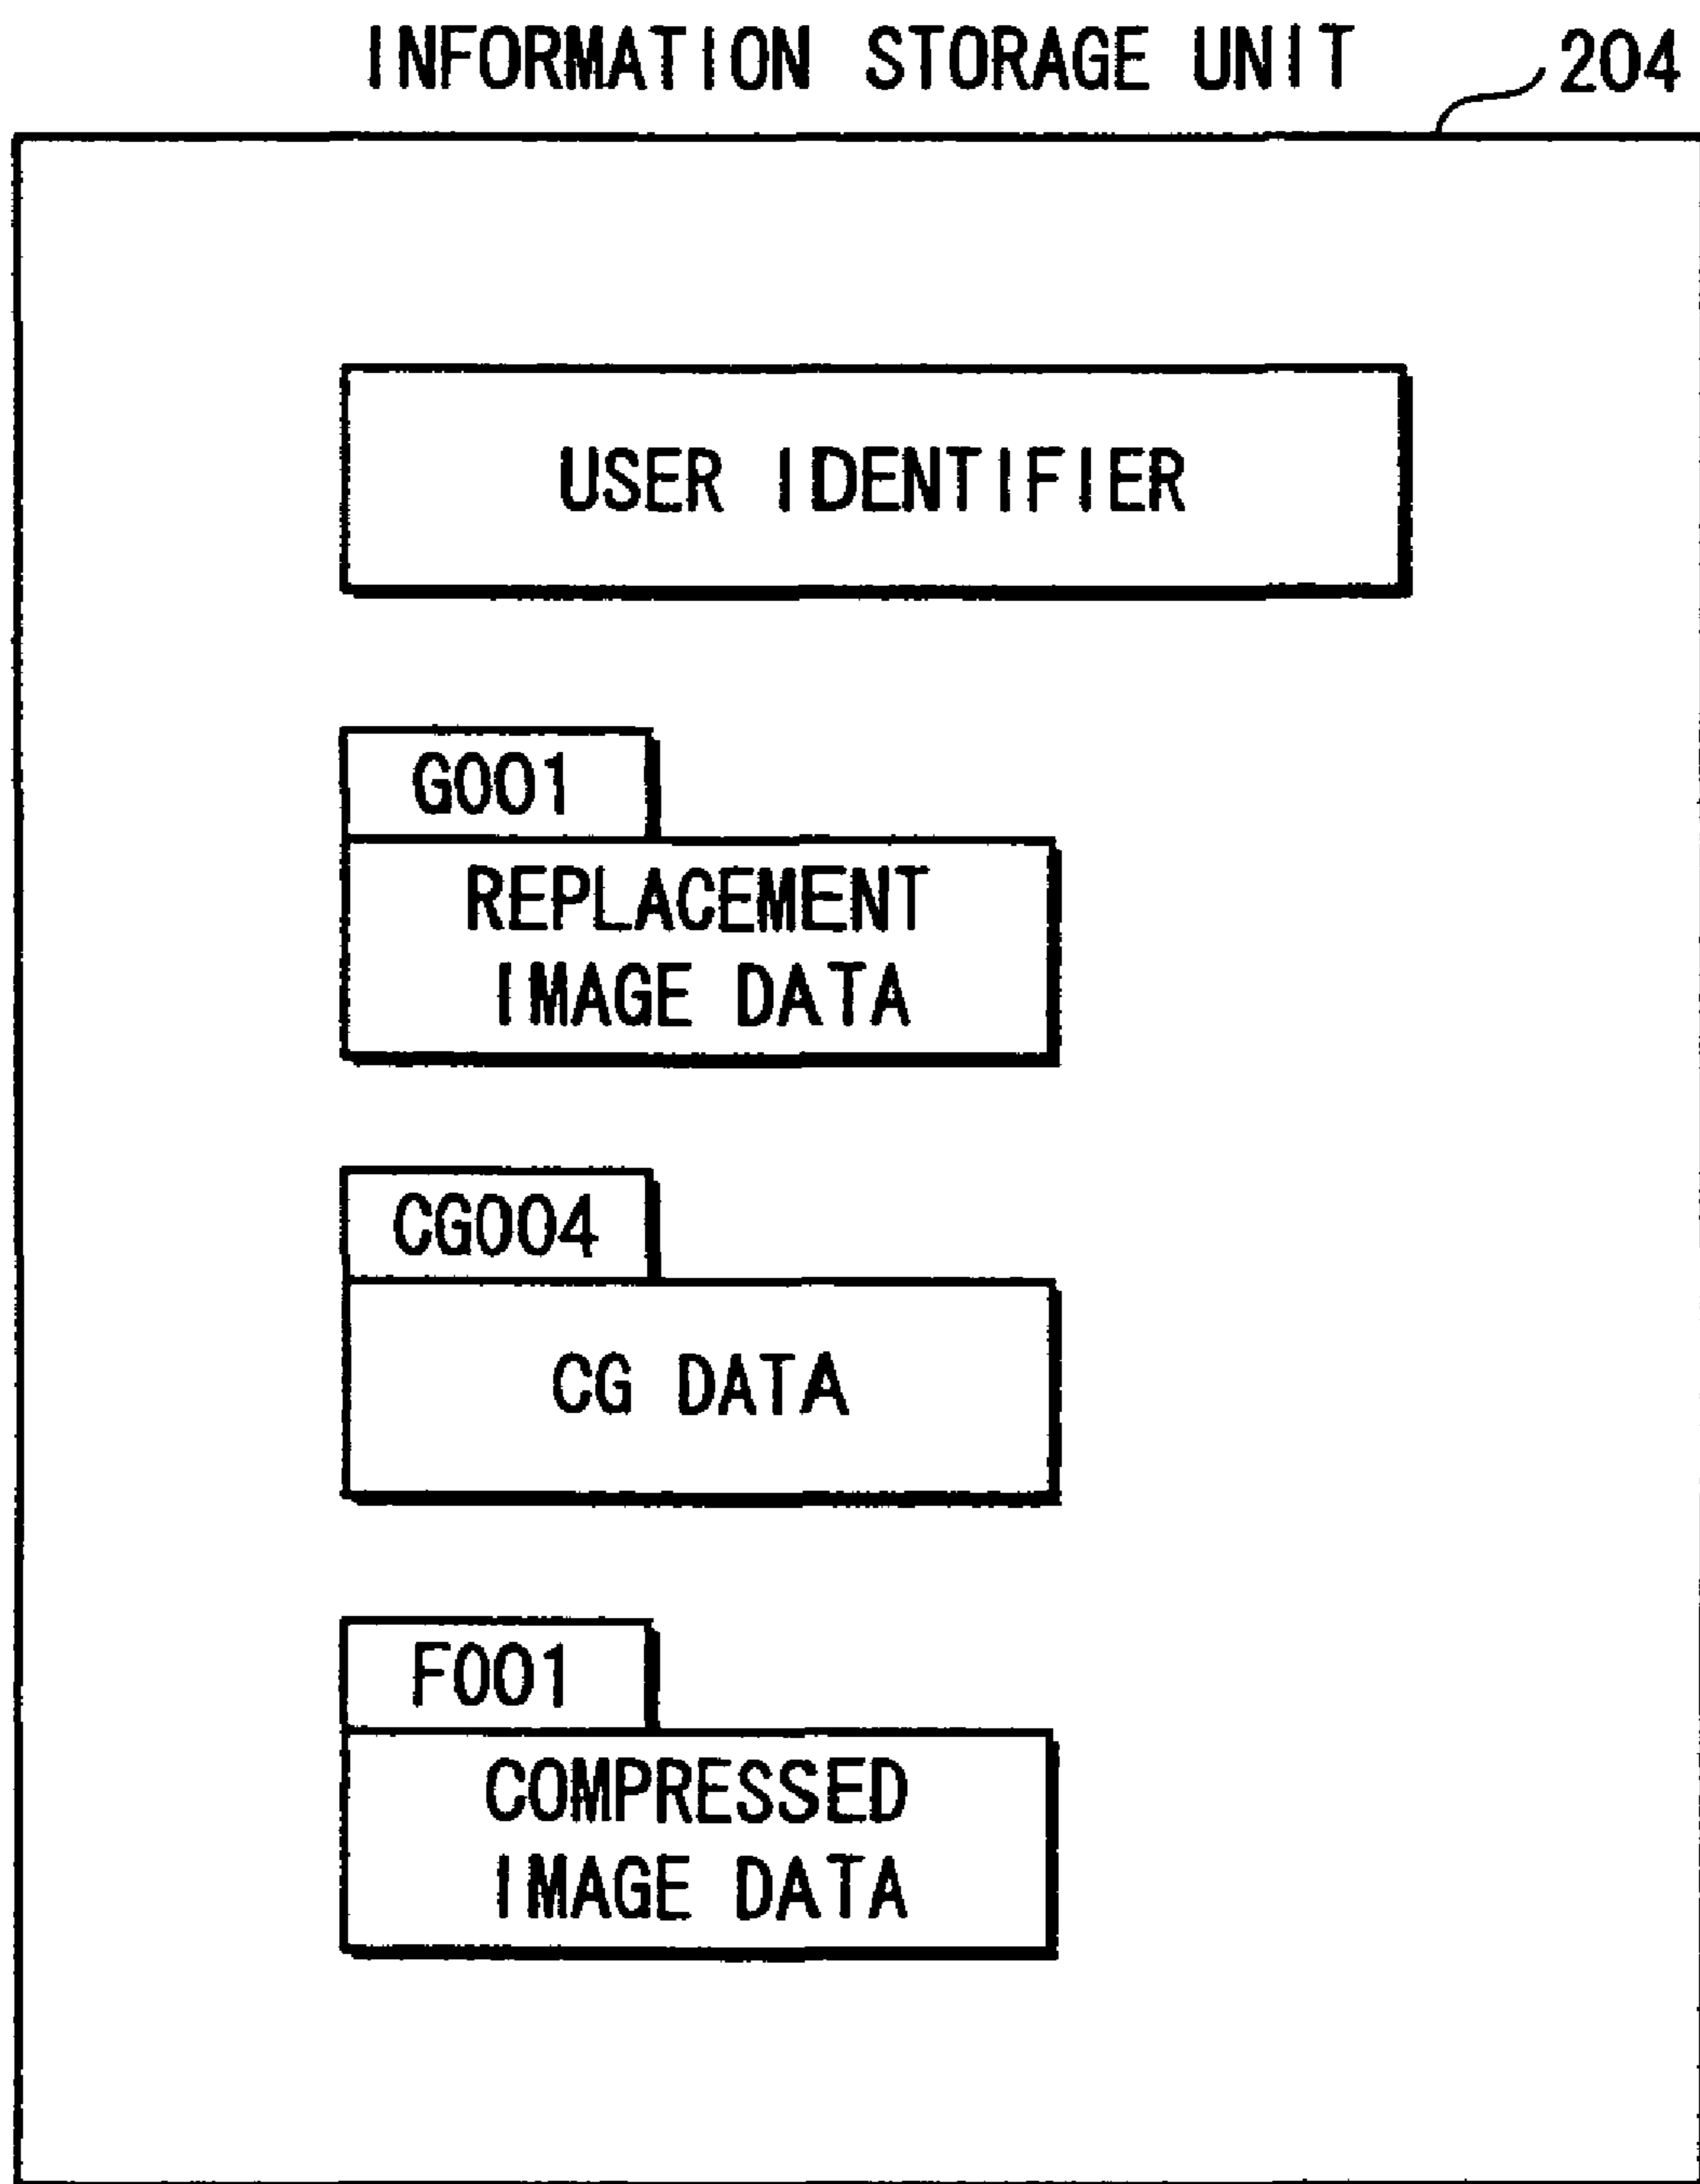 INFORMATION STORAGE UNIT 204
USER IDENTIFIER
G001
REPLACEMENT
IMAGE DATA
CG004
CG DATA
F001
COMPRESSED
IMAGE DATA